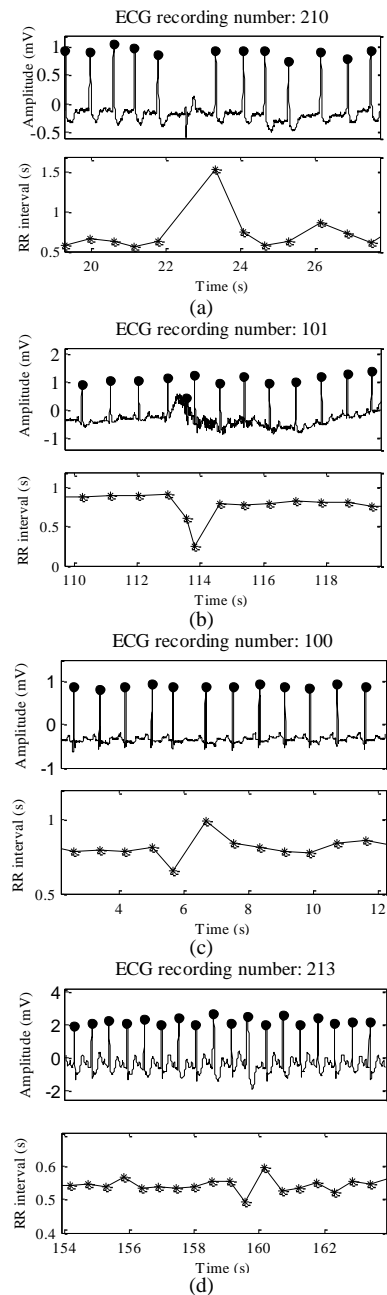 ECG recording number: 210
Amplitude (mV)
1
0.5
0
-0.5
RR interval (s)
1.5
1
0.5
20 22 24 26
Time (s)
(a)
ECG recording number: 101
Amplitude (mV)
2
1
0
-1
RR interval (s)
1
0.5
0
110 112 114 116 118
Time (s)
(b)
ECG recording number: 100
Amplitude (mV)
1
0
-1
RR interval (s)
1
0.5
4 6 8 10 12
Time (s)
(c)
ECG recording number: 213
Amplitude (mV)
4
2
0
-2
RR interval (s)
0.6
0.5
0.4
154 156 158 160 162
Time (s)
(d)